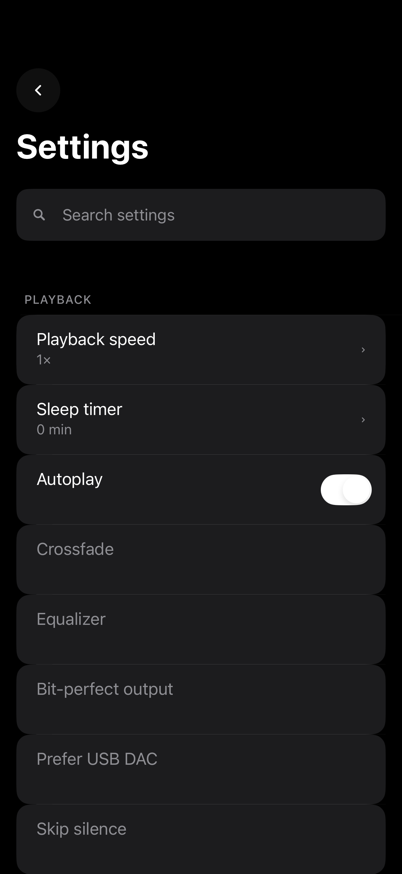 Settings
Search settings
PLAYBACK
Playback speed
1×
Sleep timer
0 min
Autoplay
Crossfade
Equalizer
Bit-perfect output
Prefer USB DAC
Skip silence